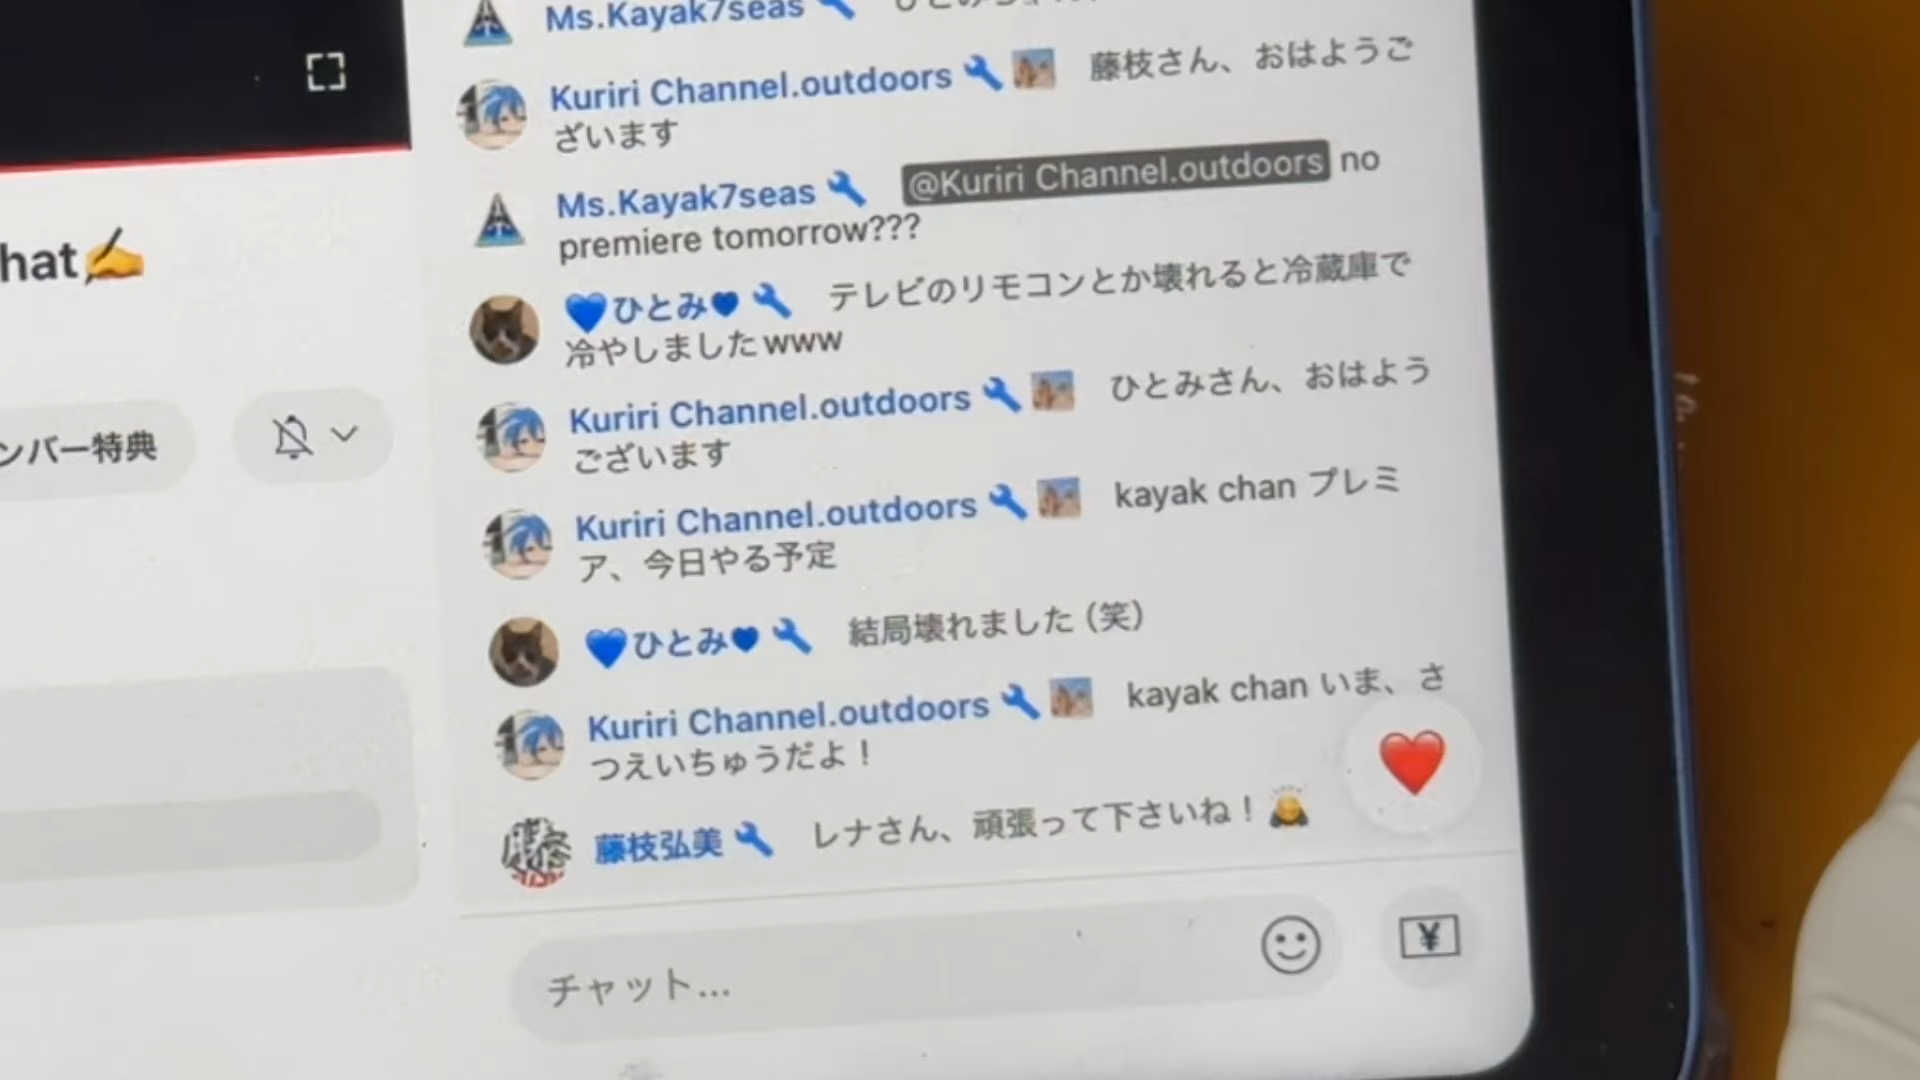 Ms.Kayak7seas
Kuriri Channel.outdoors 藤枝さん、おはようご
ざいます
Ms.Kayak7seas @Kuriri Channel.outdoors no
premiere tomorrow???
💙ひとみ♥ テレビのリモコンとか壊れると冷蔵庫で
冷やしましたwww
Kuriri Channel.outdoors ひとみさん、おはよう
ございます
Kuriri Channel.outdoors kayak chan プレミ
ア、今日やる予定
💙ひとみ♥ 結局壊れました(笑)
Kuriri Channel.outdoors kayak chan いま、さ
つえいちゅうだよ!
藤枝弘美 レナさん、頑張って下さいね!🙇
チャット...
¥
hat✍
ンバー特典